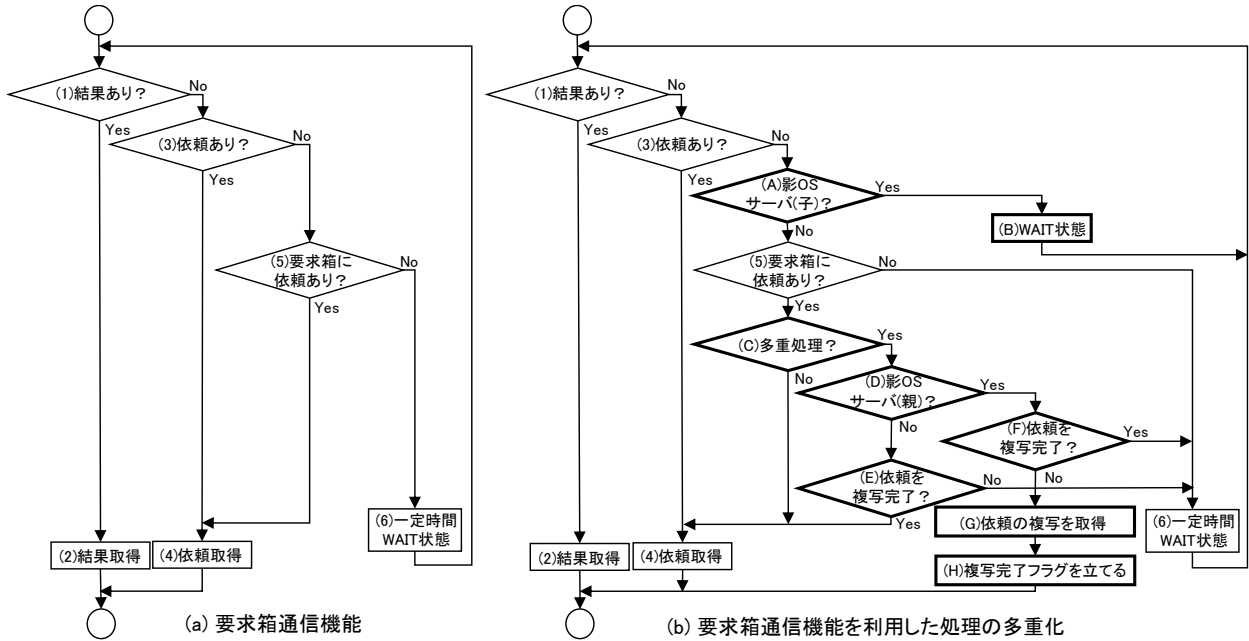 (1)結果あり?
No
Yes
(3)依頼あり?
No
Yes
(5)要求箱に
依頼あり?
No
Yes
(6)一定時間
WAIT状態
(2)結果取得
(4)依頼取得
(a) 要求箱通信機能
(1)結果あり?
No
Yes
(3)依頼あり?
No
Yes
(A)影OS
サーバ(子)?
Yes
No
(B)WAIT状態
(5)要求箱に
依頼あり?
No
Yes
(C)多重処理?
Yes
No
(D)影OS
サーバ(親)?
Yes
No
(F)依頼を
複写完了?
Yes
No
(E)依頼を
複写完了?
No
Yes
(G)依頼の複写を取得
(6)一定時間
WAIT状態
(2)結果取得
(4)依頼取得
(H)複写完了フラグを立てる
(b) 要求箱通信機能を利用した処理の多重化